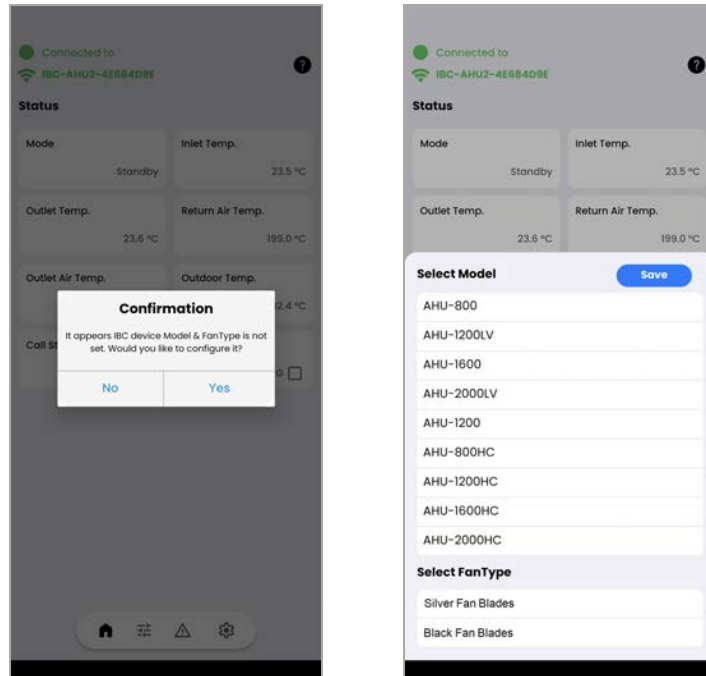 Connected to
IBC-AHU2-4E684D9E
Status
Mode
Standby
Inlet Temp.
23.5 °C
Outlet Temp.
23.6 °C
Return Air Temp.
199.0 °C
Outlet Air Temp.
Outdoor Temp.
2.4 °C
Call St
G
Confirmation
It appears IBC device Model & FanType is not
set. Would you like to configure it?
No
Yes
Connected to
IBC-AHU2-4E684D9E
Status
Mode
Standby
Inlet Temp.
23.5 °C
Outlet Temp.
23.6 °C
Return Air Temp.
199.0 °C
Select Model
Save
AHU-800
AHU-1200LV
AHU-1600
AHU-2000LV
AHU-1200
AHU-800HC
AHU-1200HC
AHU-1600HC
AHU-2000HC
Select FanType
Silver Fan Blades
Black Fan Blades